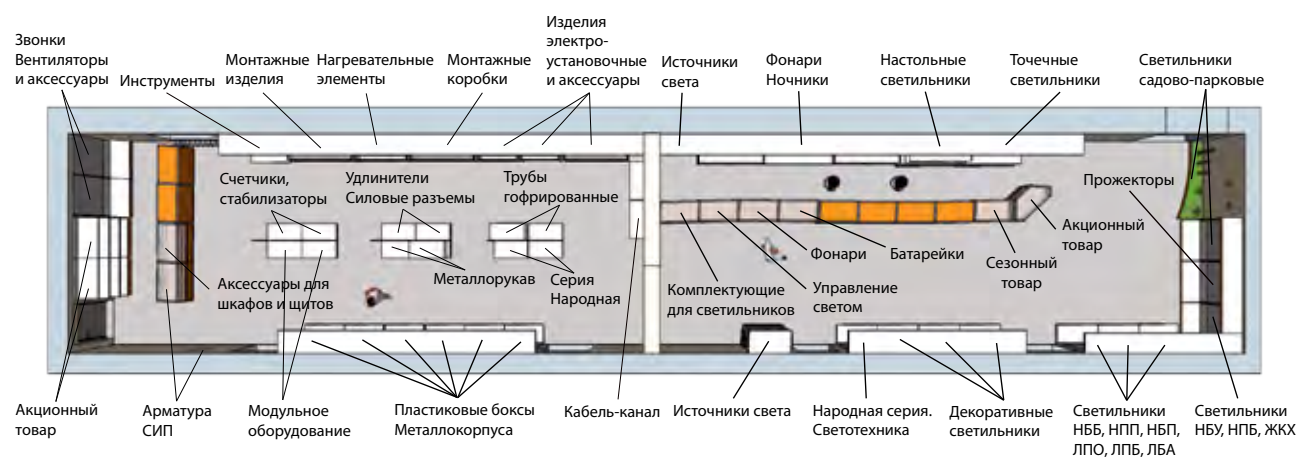 Звонки
Вентиляторы
и аксессуары
Инструменты
Монтажные
изделия
Нагревательные
элементы
Монтажные
коробки
Изделия
электро-
установочные
и аксессуары
Источники
света
Фонари
Ночники
Настольные
светильники
Точечные
светильники
Светильники
садово-парковые
Счетчики,
стабилизаторы
Удлинители
Силовые разъемы
Трубы
гофрированные
Прожекторы
Акционный
товар
Аксессуары для
шкафов и щитов
Металлорукав
Серия
Народная
Комплектующие
для светильников
Управление
светом
Фонари
Батарейки
Сезонный
товар
Акционный
товар
Арматура
СИП
Модульное
оборудование
Пластиковые боксы
Металлокорпуса
Кабель-канал
Источники света
Народная серия.
Светотехника
Декоративные
светильники
Светильники
НББ, НПП, НБП,
ЛПО, ЛПБ, ЛБА
Светильники
НБУ, НПБ, ЖКХ